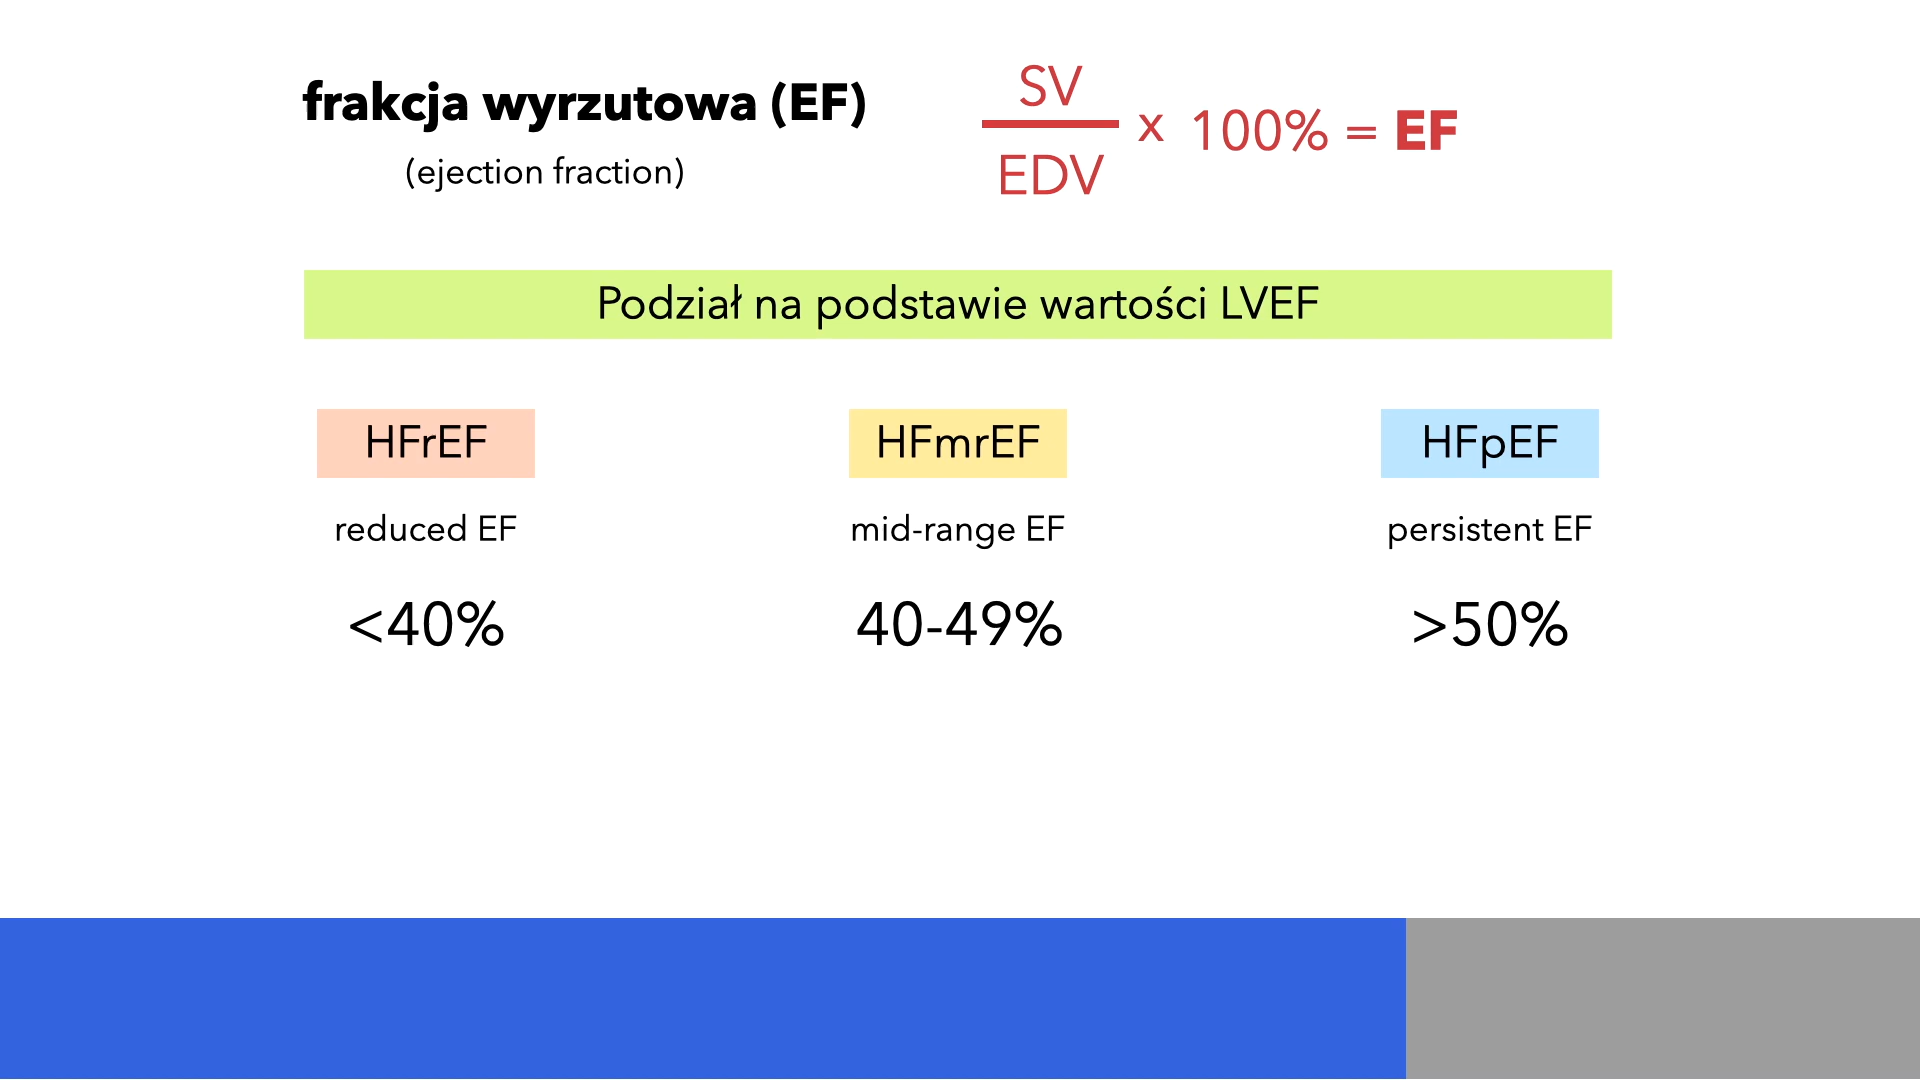 frakcja wyrzutowa (EF)
(ejection fraction)
SV
EDV
x 100% = EF
Podział na podstawie wartości LVEF
HFrEF
reduced EF
<40%
HFmrEF
mid-range EF
40-49%
HFpEF
persistent EF
>50%